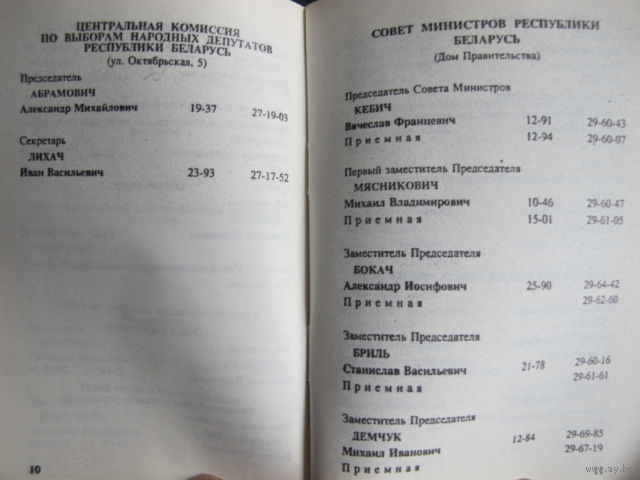 ЦЕНТРАЛЬНАЯ КОМИССИЯ
ПО ВЫБОРАМ НАРОДНЫХ ДЕПУТАТОВ
РЕСПУБЛИКИ БЕЛАРУСЬ
(ул. Октябрьская, 5)
Председатель
АБРАМОВИЧ
Александр Михайлович 19-37 27-19-03
Секретарь
ЛИХАЧ
Иван Васильевич 23-93 27-17-52
10
СОВЕТ МИНИСТРОВ РЕСПУБЛИКИ
БЕЛАРУСЬ
(Дом Правительства)
Председатель Совета Министров
КЕБИЧ
Вячеслав Францевич 12-91 29-60-43
Приемная 12-94 29-60-07
Первый заместитель Председателя
МЯСНИКОВИЧ
Михаил Владимирович 10-46 29-60-47
Приемная 15-01 29-61-05
Заместитель Председателя
БОКАЧ
Александр Иосифович 25-90 29-64-42
Приемная 29-62-60
Заместитель Председателя
БРИЛЬ
Станислав Васильевич 21-78 29-60-16
Приемная 29-61-61
Заместитель Председателя
ДЕМЧУК
Михаил Иванович 12-84 29-69-85
Приемная 29-67-19
www.ay.by